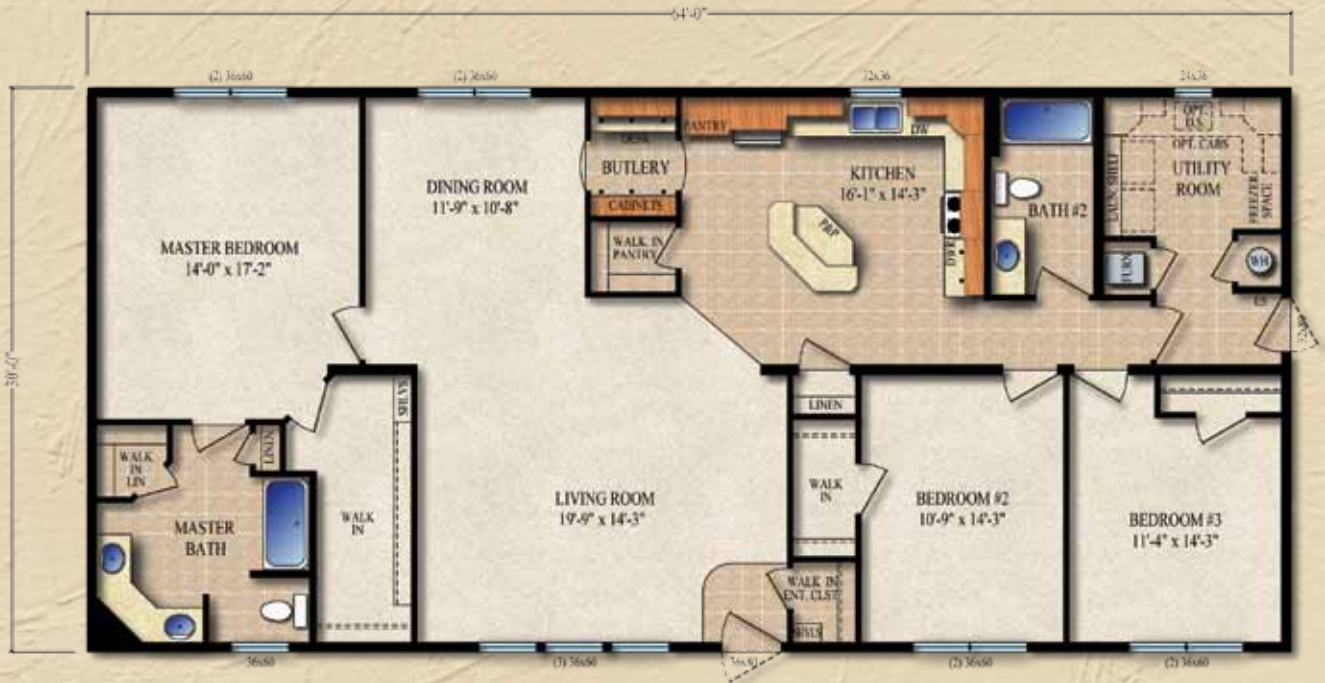 64'-0"
(2) 36x60
(2) 36x60
32x36
24x36
30'-0"
MASTER BEDROOM
14'-0" x 17'-2"
DINING ROOM
11'-9" x 10'-8"
DESK
BUTLERY
CABINETS
WALK IN
PANTRY
PANTRY
DW
KITCHEN
16'-1" x 14'-3"
P&P
DWR
BATH #2
OPT.
O.S.
OPT. CABS
UTILITY
ROOM
FREEZER
SPACE
FURN
WH
WALK
IN
LIN
LINEN
MASTER
BATH
SHLVS
WALK
IN
LIVING ROOM
19'-9" x 14'-3"
LINEN
WALK
IN
WALK IN
ENT. CLST
SHVLS
BEDROOM #2
10'-9" x 14'-3"
BEDROOM #3
11'-4" x 14'-3"
36x60
(3) 36x60
36x80
(2) 36x60
(2) 36x60